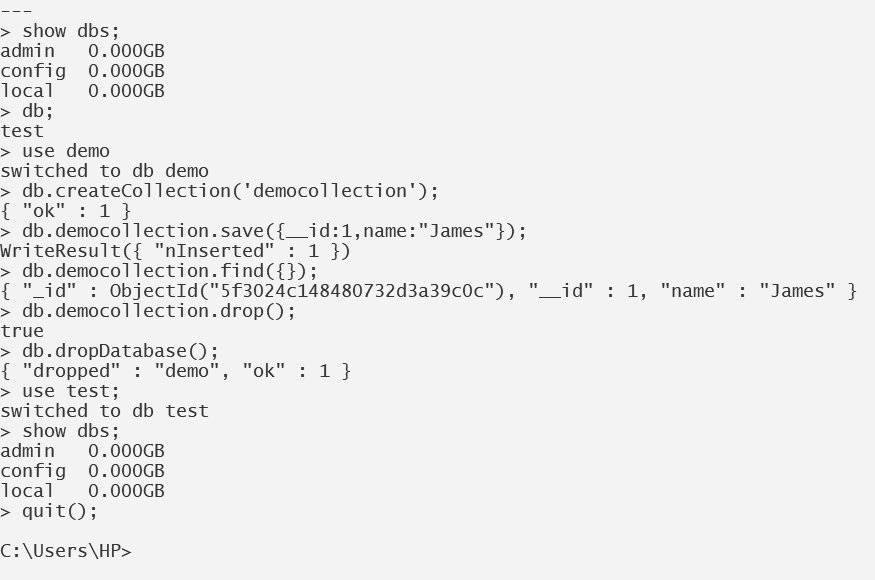 ---
> show dbs;
admin   0.000GB
config  0.000GB
local   0.000GB
> db;
test
> use demo
switched to db demo
> db.createCollection('democollection');
{ "ok" : 1 }
> db.democollection.save({__id:1,name:"James"});
WriteResult({ "nInserted" : 1 })
> db.democollection.find({});
{ "_id" : ObjectId("5f3024c148480732d3a39c0c"), "__id" : 1, "name" : "James" }
> db.democollection.drop();
true
> db.dropDatabase();
{ "dropped" : "demo", "ok" : 1 }
> use test;
switched to db test
> show dbs;
admin   0.000GB
config  0.000GB
local   0.000GB
> quit();
C:\Users\HP>